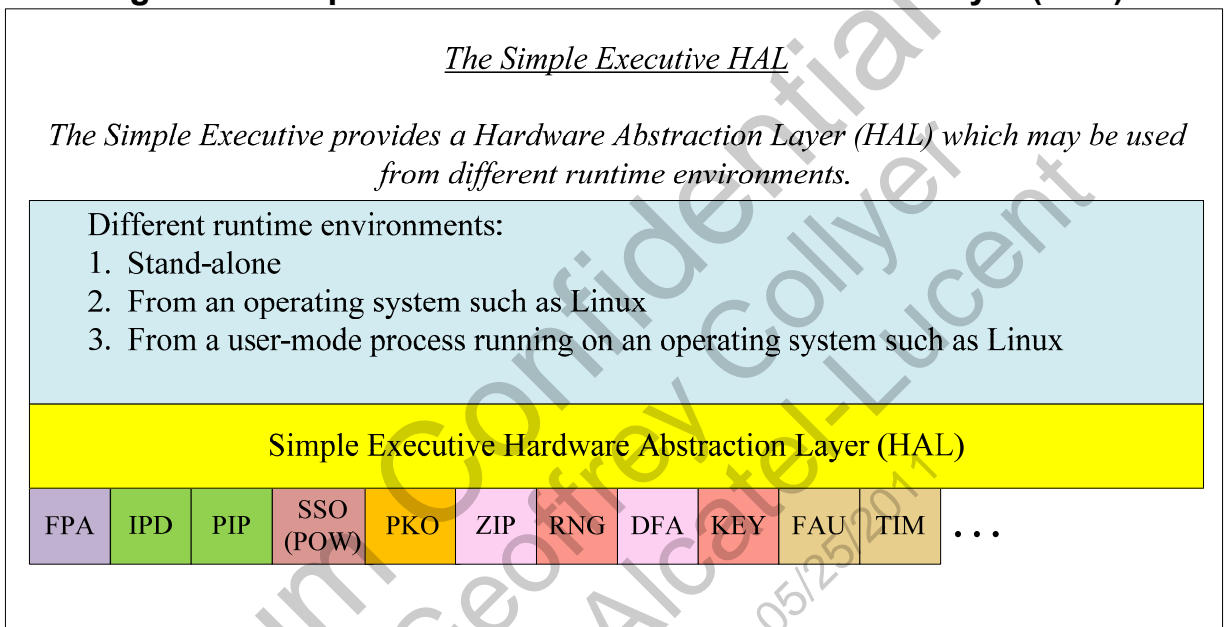 The Simple Executive HAL
The Simple Executive provides a Hardware Abstraction Layer (HAL) which may be used
from different runtime environments.
Different runtime environments:
1. Stand-alone
2. From an operating system such as Linux
3. From a user-mode process running on an operating system such as Linux
Simple Executive Hardware Abstraction Layer (HAL)
FPA IPD PIP SSO (POW) PKO ZIP RNG DFA KEY FAU TIM ...
Confidential
Geoffrey Collyer
Alcatel-Lucent
05/25/2011